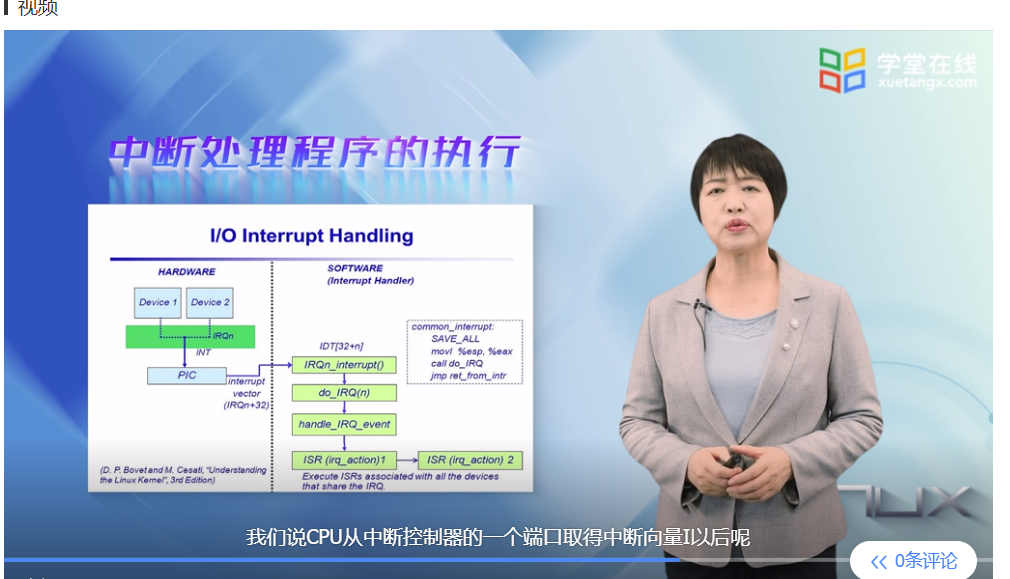 视频
学堂在线
xuetangx.com
中断处理程序的执行
I/O Interrupt Handling
HARDWARE
SOFTWARE
(Interrupt Handler)
Device 1
Device 2
IRQn
INT
PIC
interrupt
vector
(IRQn+32)
IDT[32+n]
IRQn_interrupt()
do_IRQ(n)
handle_IRQ_event
ISR (irq_action)1
ISR (irq_action) 2
common_interrupt:
SAVE_ALL
movl %esp, %eax
call do_IRQ
jmp ret_from_intr
Execute ISRs associated with all the devices
that share the IRQ.
(D. P. Bovet and M. Cesati, "Understanding
the Linux Kernel", 3rd Edition)
我们说CPU从中断控制器的一个端口取得中断向量I以后呢
0条评论